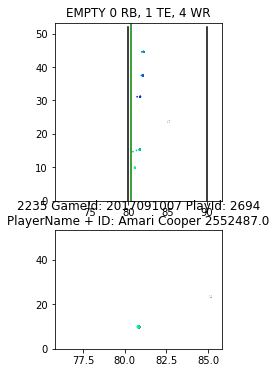 EMPTY 0 RB, 1 TE, 4 WR
50
40
30
20
10
0
75 80 85 90
2235 GameId: 2017091007 PlayId: 2694
PlayerName + ID: Amari Cooper 2552487.0
40
20
0
77.5 80.0 82.5 85.0